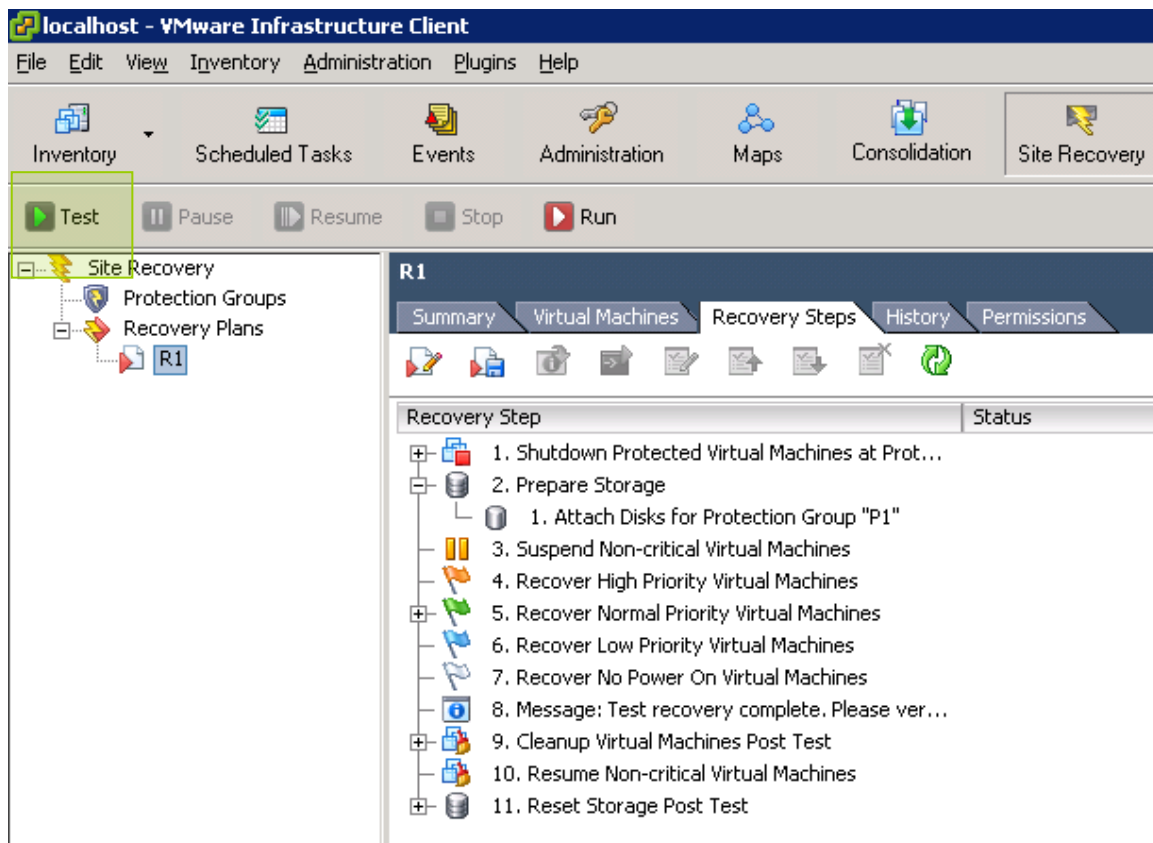 localhost - VMware Infrastructure Client
File Edit View Inventory Administration Plugins Help
Inventory Scheduled Tasks Events Administration Maps Consolidation Site Recovery
Test Pause Resume Stop Run
Site Recovery
Protection Groups
Recovery Plans
R1
R1
Summary Virtual Machines Recovery Steps History Permissions
Recovery Step Status
1. Shutdown Protected Virtual Machines at Prot...
2. Prepare Storage
1. Attach Disks for Protection Group "P1"
3. Suspend Non-critical Virtual Machines
4. Recover High Priority Virtual Machines
5. Recover Normal Priority Virtual Machines
6. Recover Low Priority Virtual Machines
7. Recover No Power On Virtual Machines
8. Message: Test recovery complete. Please ver...
9. Cleanup Virtual Machines Post Test
10. Resume Non-critical Virtual Machines
11. Reset Storage Post Test